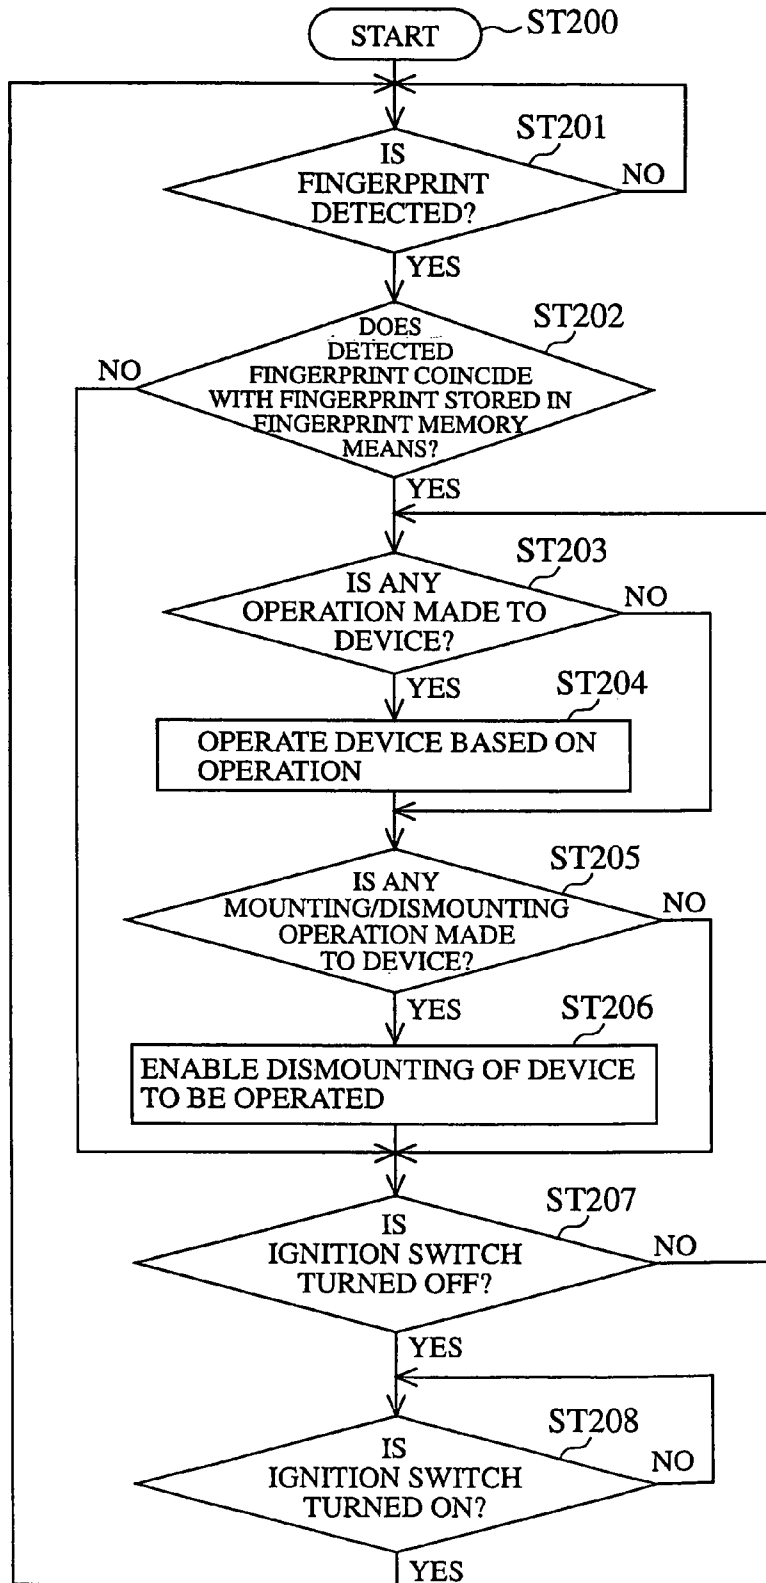 START
ST200
ST201
IS
FINGERPRINT
DETECTED?
NO
YES
ST202
DOES
DETECTED
FINGERPRINT COINCIDE
WITH FINGERPRINT STORED IN
FINGERPRINT MEMORY
MEANS?
NO
YES
ST203
IS ANY
OPERATION MADE TO
DEVICE?
NO
YES
ST204
OPERATE DEVICE BASED ON
OPERATION
ST205
IS ANY
MOUNTING/DISMOUNTING
OPERATION MADE
TO DEVICE?
NO
YES
ST206
ENABLE DISMOUNTING OF DEVICE
TO BE OPERATED
ST207
IS
IGNITION SWITCH
TURNED OFF?
NO
YES
ST208
IS
IGNITION SWITCH
TURNED ON?
NO
YES